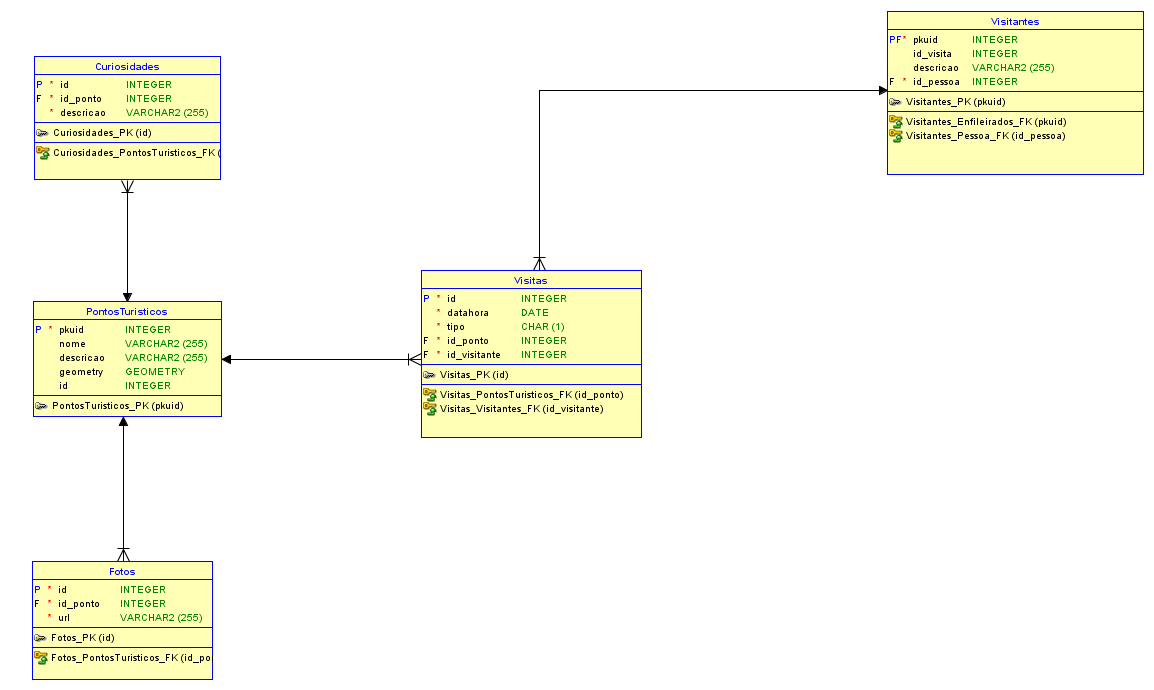 Visitantes
PF* pkuid INTEGER
id_visita INTEGER
descricao VARCHAR2 (255)
F * id_pessoa INTEGER
Visitantes_PK (pkuid)
Visitantes_Enfileirados_FK (pkuid)
Visitantes_Pessoa_FK (id_pessoa)
Curiosidades
P * id INTEGER
F * id_ponto INTEGER
* descricao VARCHAR2 (255)
Curiosidades_PK (id)
Curiosidades_PontosTuristicos_FK (
Visitas
P * id INTEGER
* datahora DATE
* tipo CHAR (1)
F * id_ponto INTEGER
F * id_visitante INTEGER
Visitas_PK (id)
Visitas_PontosTuristicos_FK (id_ponto)
Visitas_Visitantes_FK (id_visitante)
PontosTuristicos
P * pkuid INTEGER
nome VARCHAR2 (255)
descricao VARCHAR2 (255)
geometry GEOMETRY
id INTEGER
PontosTuristicos_PK (pkuid)
Fotos
P * id INTEGER
F * id_ponto INTEGER
* url VARCHAR2 (255)
Fotos_PK (id)
Fotos_PontosTuristicos_FK (id_po